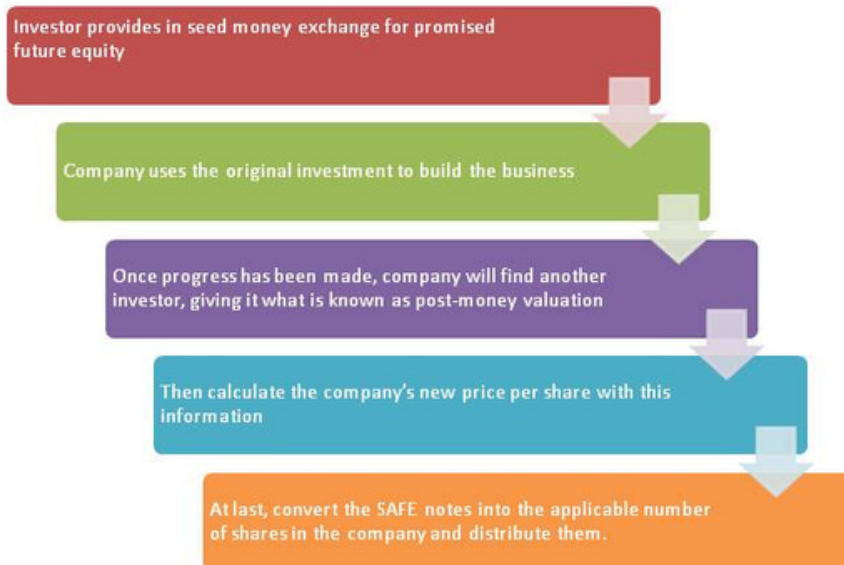 Investor provides in seed money exchange for promised
future equity
Company uses the original investment to build the business
Once progress has been made, company will find another
investor, giving it what is known as post-money valuation
Then calculate the company's new price per share with this
information
At last, convert the SAFE notes into the applicable number
of shares in the company and distribute them.